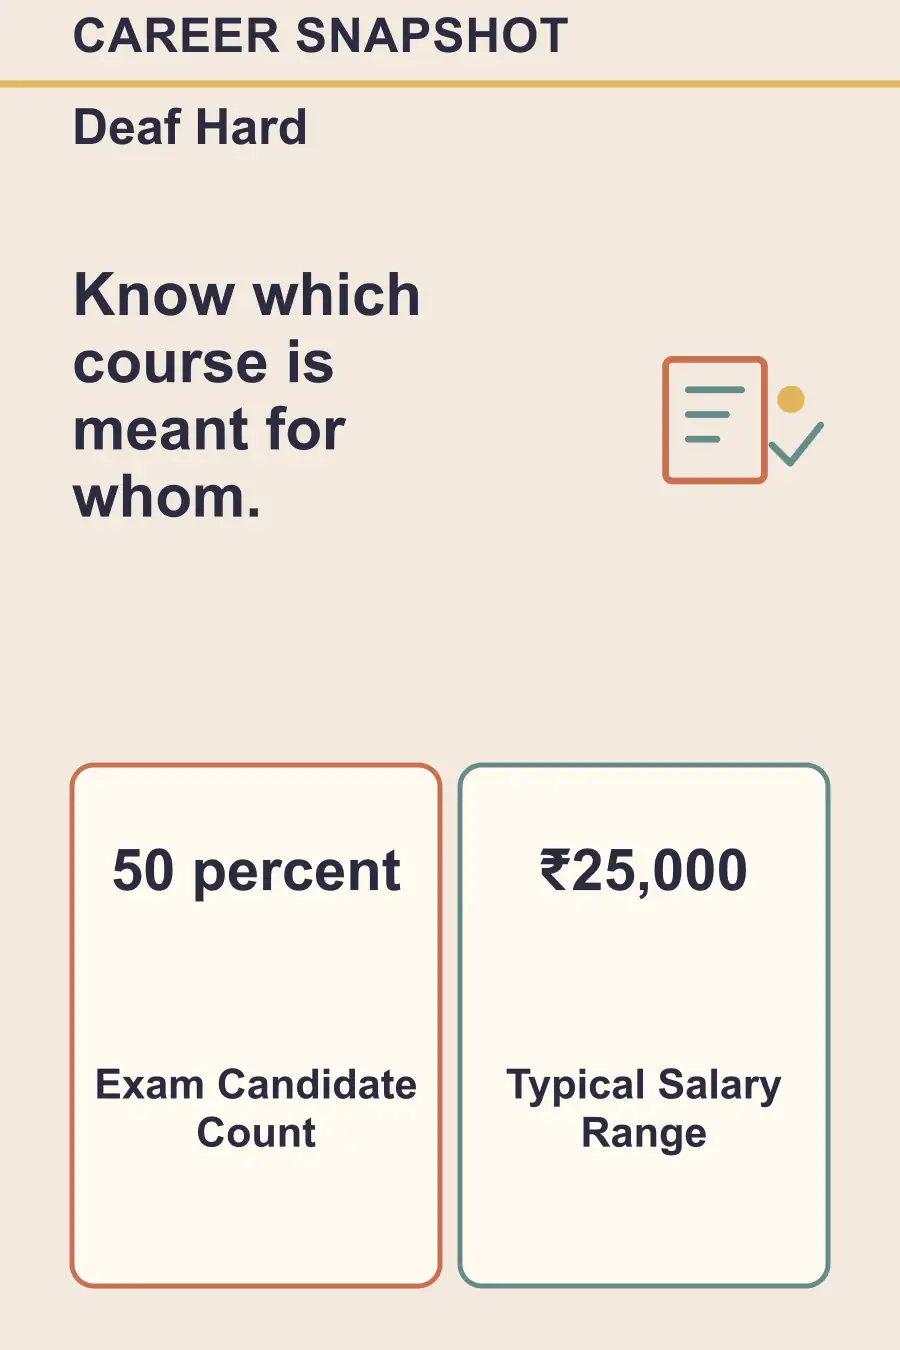 CAREER SNAPSHOT
Deaf Hard
Know which
course is
meant for
whom.
50 percent
Exam Candidate
Count
₹25,000
Typical Salary
Range